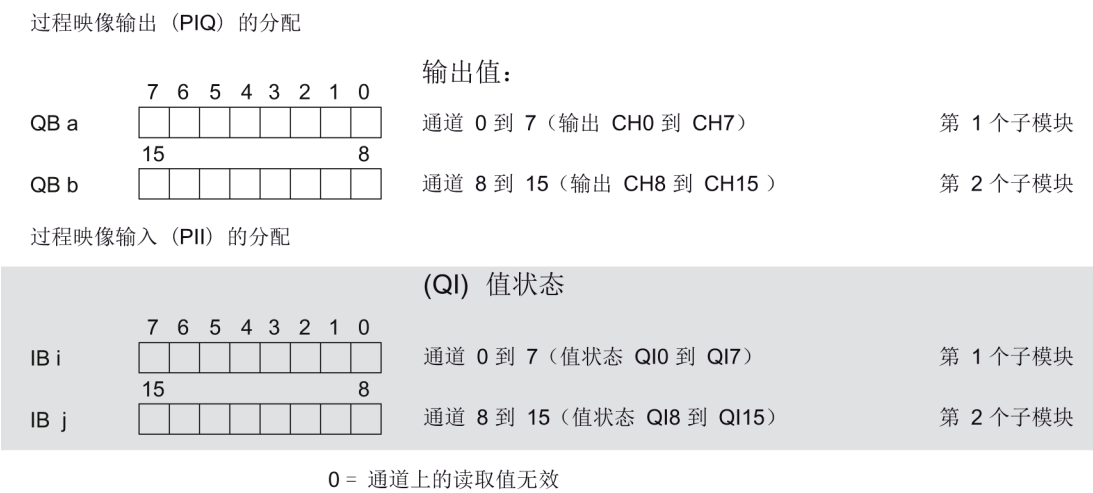 过程映像输出（PIQ）的分配
输出值：
7 6 5 4 3 2 1 0
QB a 通道 0 到 7（输出 CH0 到 CH7） 第 1 个子模块
15 8
QB b 通道 8 到 15（输出 CH8 到 CH15 ） 第 2 个子模块
过程映像输入（PII）的分配
(QI) 值状态
7 6 5 4 3 2 1 0
IB i 通道 0 到 7（值状态 QI0 到 QI7） 第 1 个子模块
15 8
IB j 通道 8 到 15（值状态 QI8 到 QI15） 第 2 个子模块
0 = 通道上的读取值无效